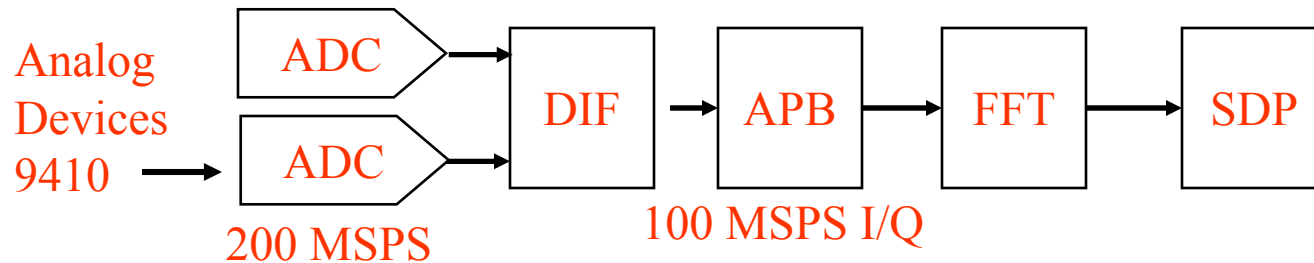 Analog
Devices
9410
ADC
ADC
200 MSPS
DIF
APB
100 MSPS I/Q
FFT
SDP